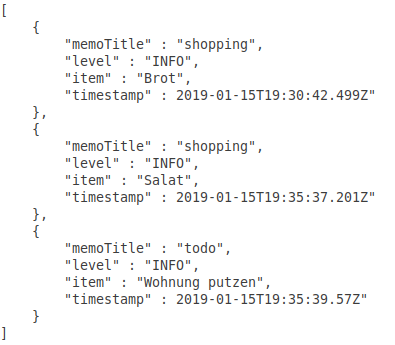 [
    {
        "memoTitle" : "shopping",
        "level" : "INFO",
        "item" : "Brot",
        "timestamp" : 2019-01-15T19:30:42.499Z"
    },
    {
        "memoTitle" : "shopping",
        "level" : "INFO",
        "item" : "Salat",
        "timestamp" : 2019-01-15T19:35:37.201Z"
    },
    {
        "memoTitle" : "todo",
        "level" : "INFO",
        "item" : "Wohnung putzen",
        "timestamp" : 2019-01-15T19:35:39.57Z"
    }
]